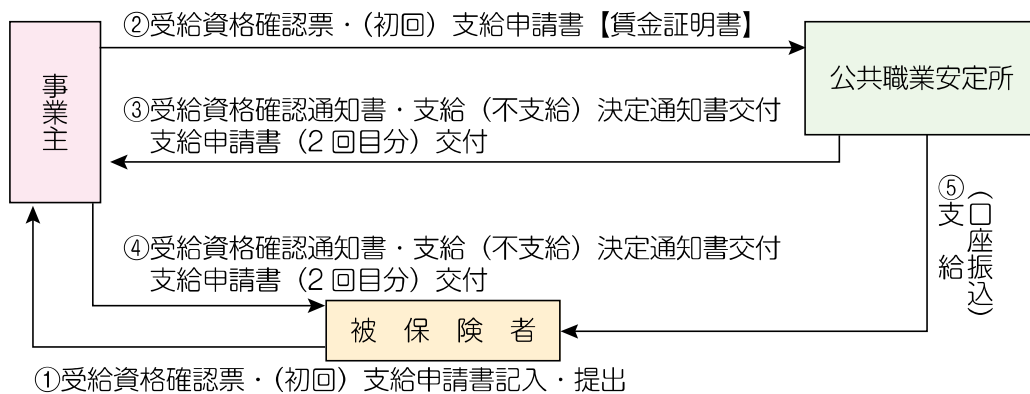 ②受給資格確認票・(初回) 支給申請書【賃金証明書】
事業主
公共職業安定所
③受給資格確認通知書・支給（不支給）決定通知書交付
支給申請書（2回目分）交付
⑤支　給
（口座振込）
④受給資格確認通知書・支給（不支給）決定通知書交付
支給申請書（2回目分）交付
被　保　険　者
①受給資格確認票・(初回) 支給申請書記入・提出